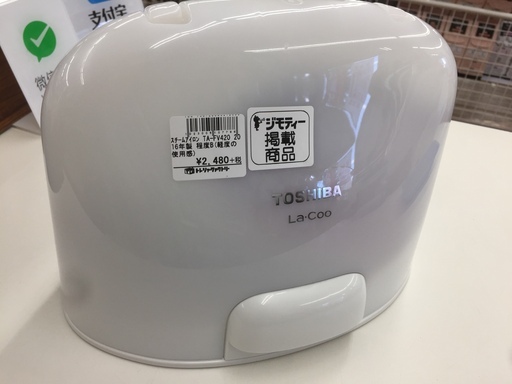 支付宝
微信
スチームアイロン TA-FV420 20
16年製 程度B(軽度の
使用感)
¥2,480+税
トレジャーファクトリー
ジモティー
掲載
商品
TOSHIBA
La・Coo